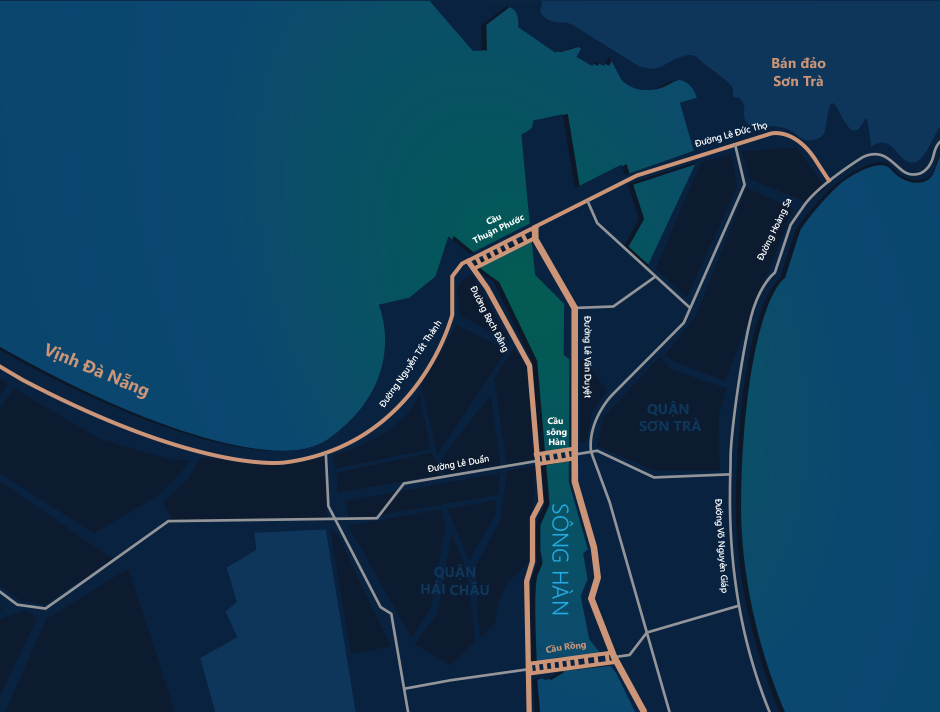 Bán đảo
Sơn Trà
Đường Lê Đức Thọ
Cầu
Thuận Phước
Đường Hoàng Sa
Đường Bạch Đằng
Đường Nguyễn Tất Thành
Đường Lê Văn Duyệt
Vịnh Đà Nẵng
QUẬN
SƠN TRÀ
Cầu
sông
Hàn
Đường Lê Duẩn
SÔNG HÀN
Đường Võ Nguyên Giáp
QUẬN
HẢI CHÂU
Cầu Rồng